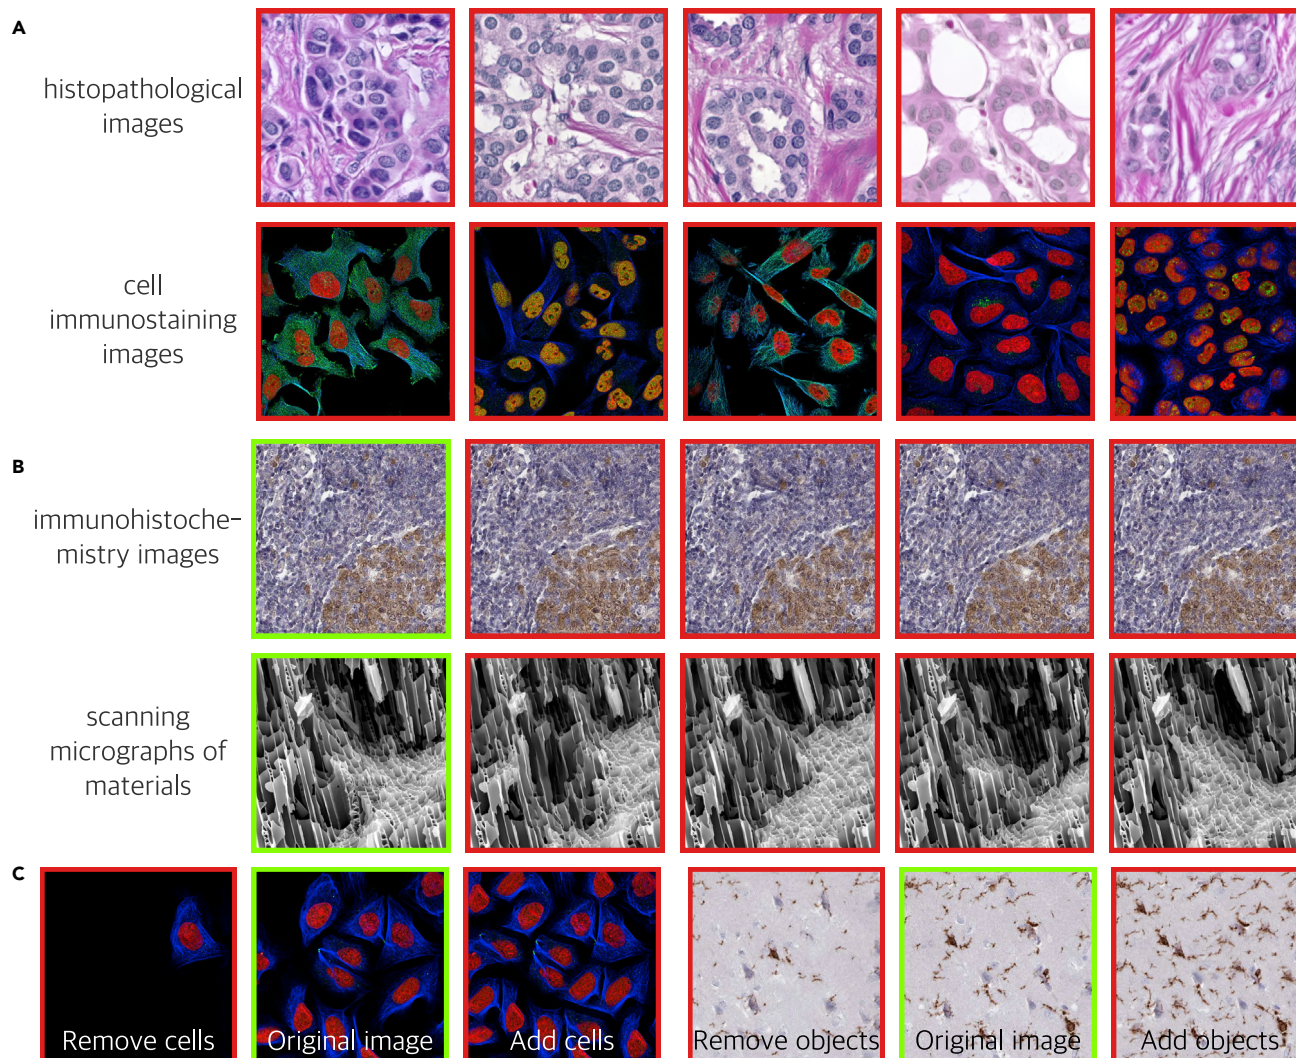 A
histopathological
images
cell
immunostaining
images
B
immunohistoche-
mistry images
scanning
micrographs of
materials
C
Remove cells
Original image
Add cells
Remove objects
Original image
Add objects